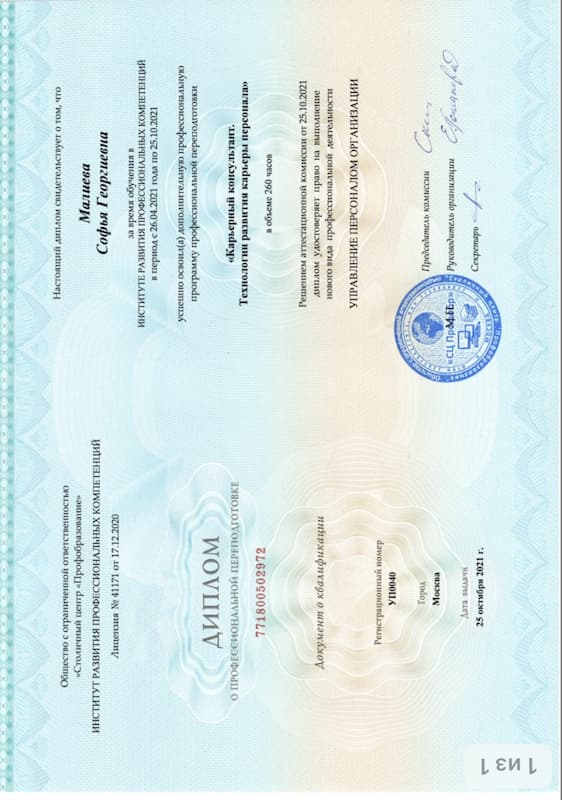 Общество с ограниченной ответственностью
«Столичный центр «Профобразование»
ИНСТИТУТ РАЗВИТИЯ ПРОФЕССИОНАЛЬНЫХ КОМПЕТЕНЦИЙ
Лицензия № 41171 от 17.12.2020
ДИПЛОМ
О ПРОФЕССИОНАЛЬНОЙ ПЕРЕПОДГОТОВКЕ
771800502972
Документ о квалификации
Регистрационный номер
УП0040
Город
Москва
Дата выдачи
25 октября 2021 г.
Настоящий диплом свидетельствует о том, что
Малиева
Софья Георгиевна
за время обучения в
ИНСТИТУТЕ РАЗВИТИЯ ПРОФЕССИОНАЛЬНЫХ КОМПЕТЕНЦИЙ
в период с 26.04.2021 года по 25.10.2021
успешно освоил(а) дополнительную профессиональную
программу профессиональной переподготовки
«Карьерный консультант.
Технологии развития карьеры персонала»
в объеме 260 часов
Решением аттестационной комиссии от 25.10.2021
диплом удостоверяет право на выполнение
нового вида профессиональной деятельности
УПРАВЛЕНИЕ ПЕРСОНАЛОМ ОРГАНИЗАЦИИ
Председатель комиссии
Руководитель организации
Секретарь
М.П.
1 из 1